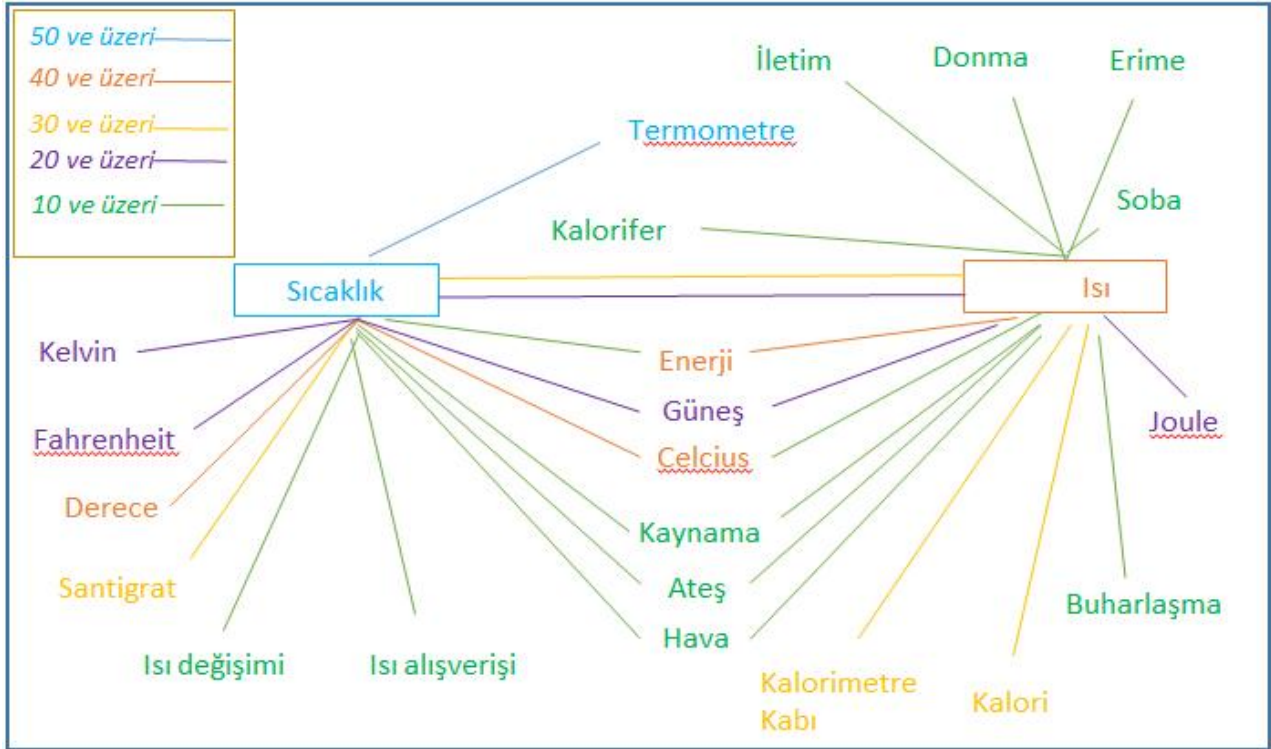 50 ve üzeri
40 ve üzeri
30 ve üzeri
20 ve üzeri
10 ve üzeri
İletim
Donma
Erime
Termometre
Soba
Kalorifer
Sıcaklık
Isı
Kelvin
Enerji
Güneş
Joule
Fahrenheit
Celcius
Derece
Kaynama
Santigrat
Ateş
Buharlaşma
Hava
Isı değişimi
Isı alışverişi
Kalorimetre
Kabı
Kalori